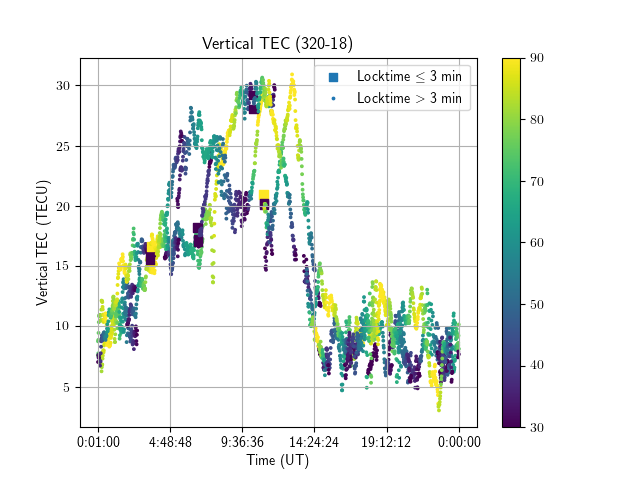 Vertical TEC (320-18)
Locktime ≤ 3 min
Locktime > 3 min
Vertical TEC (TECU)
30
25
20
15
10
5
0:01:00 4:48:48 9:36:36 14:24:24 19:12:12 0:00:00
Time (UT)
90
80
70
60
50
40
30